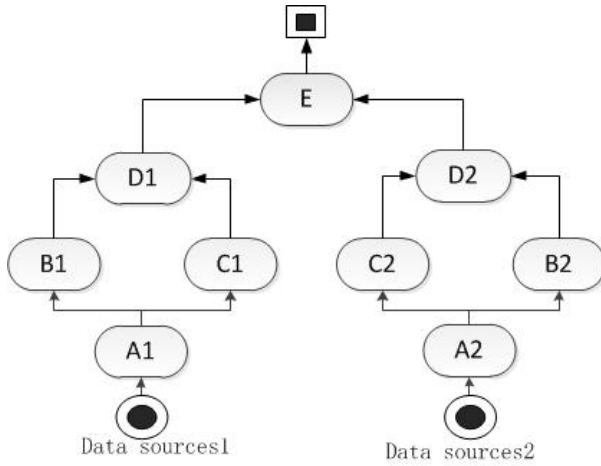 E
D1
D2
B1
C1
C2
B2
A1
A2
Data sources1
Data sources2